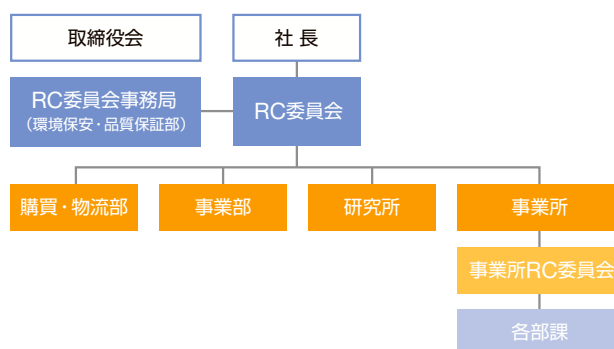 取締役会
社 長
RC委員会事務局
（環境保安・品質保証部）
RC委員会
購買・物流部
事業部
研究所
事業所
事業所RC委員会
各部課